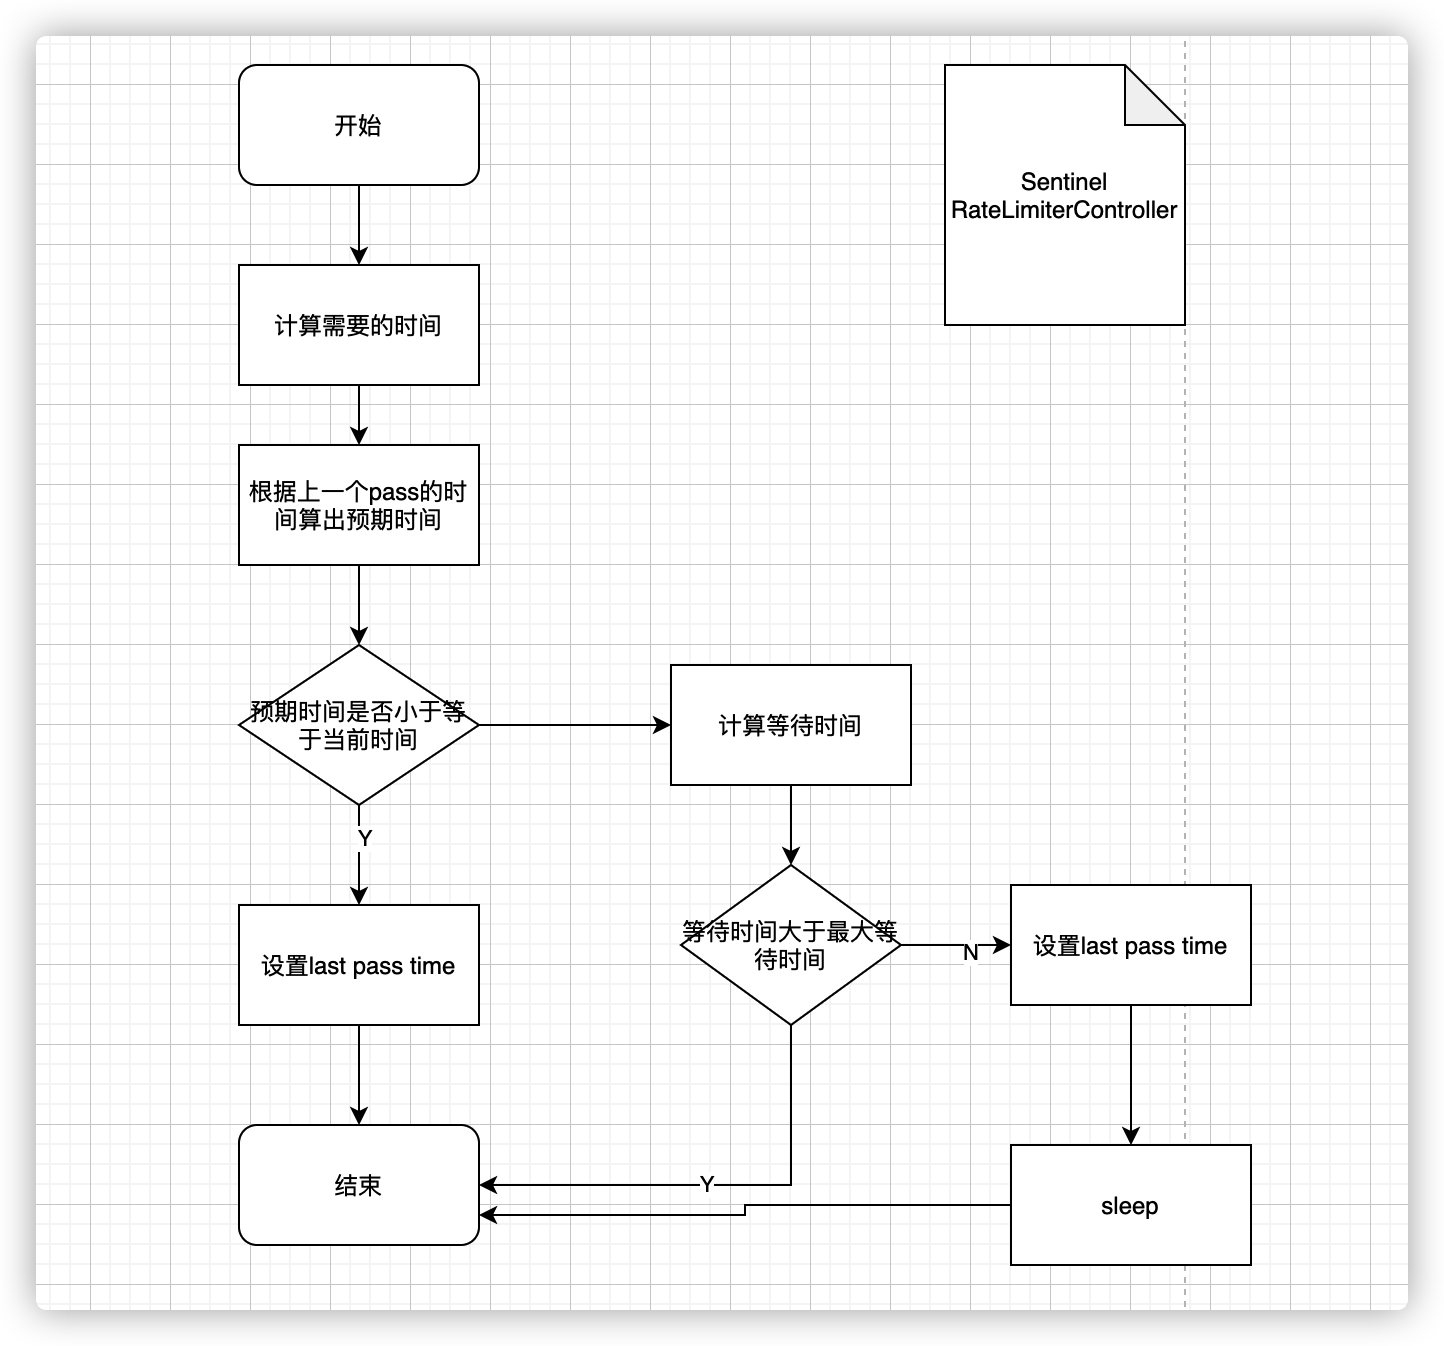 开始
Sentinel
RateLimiterController
计算需要的时间
根据上一个pass的时
间算出预期时间
预期时间是否小于等
于当前时间
计算等待时间
Y
等待时间大于最大等
待时间
N
设置last pass time
设置last pass time
结束
Y
sleep